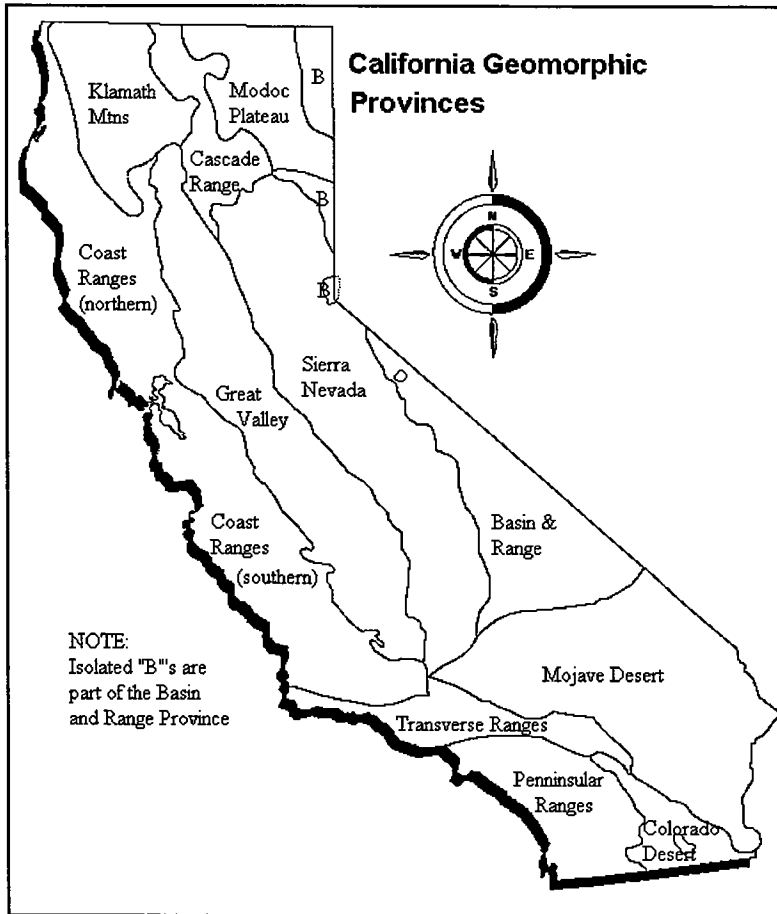 California Geomorphic
Provinces
Klamath
Mtns
Modoc
Plateau
B
Cascade
Range
B
B
N
W E
S
Coast
Ranges
(northern)
Sierra
Nevada
Great
Valley
Basin &
Range
Coast
Ranges
(southern)
NOTE:
Isolated "B"'s are
part of the Basin
and Range Province
Mojave Desert
Transverse Ranges
Penninsular
Ranges
Colorado
Desert